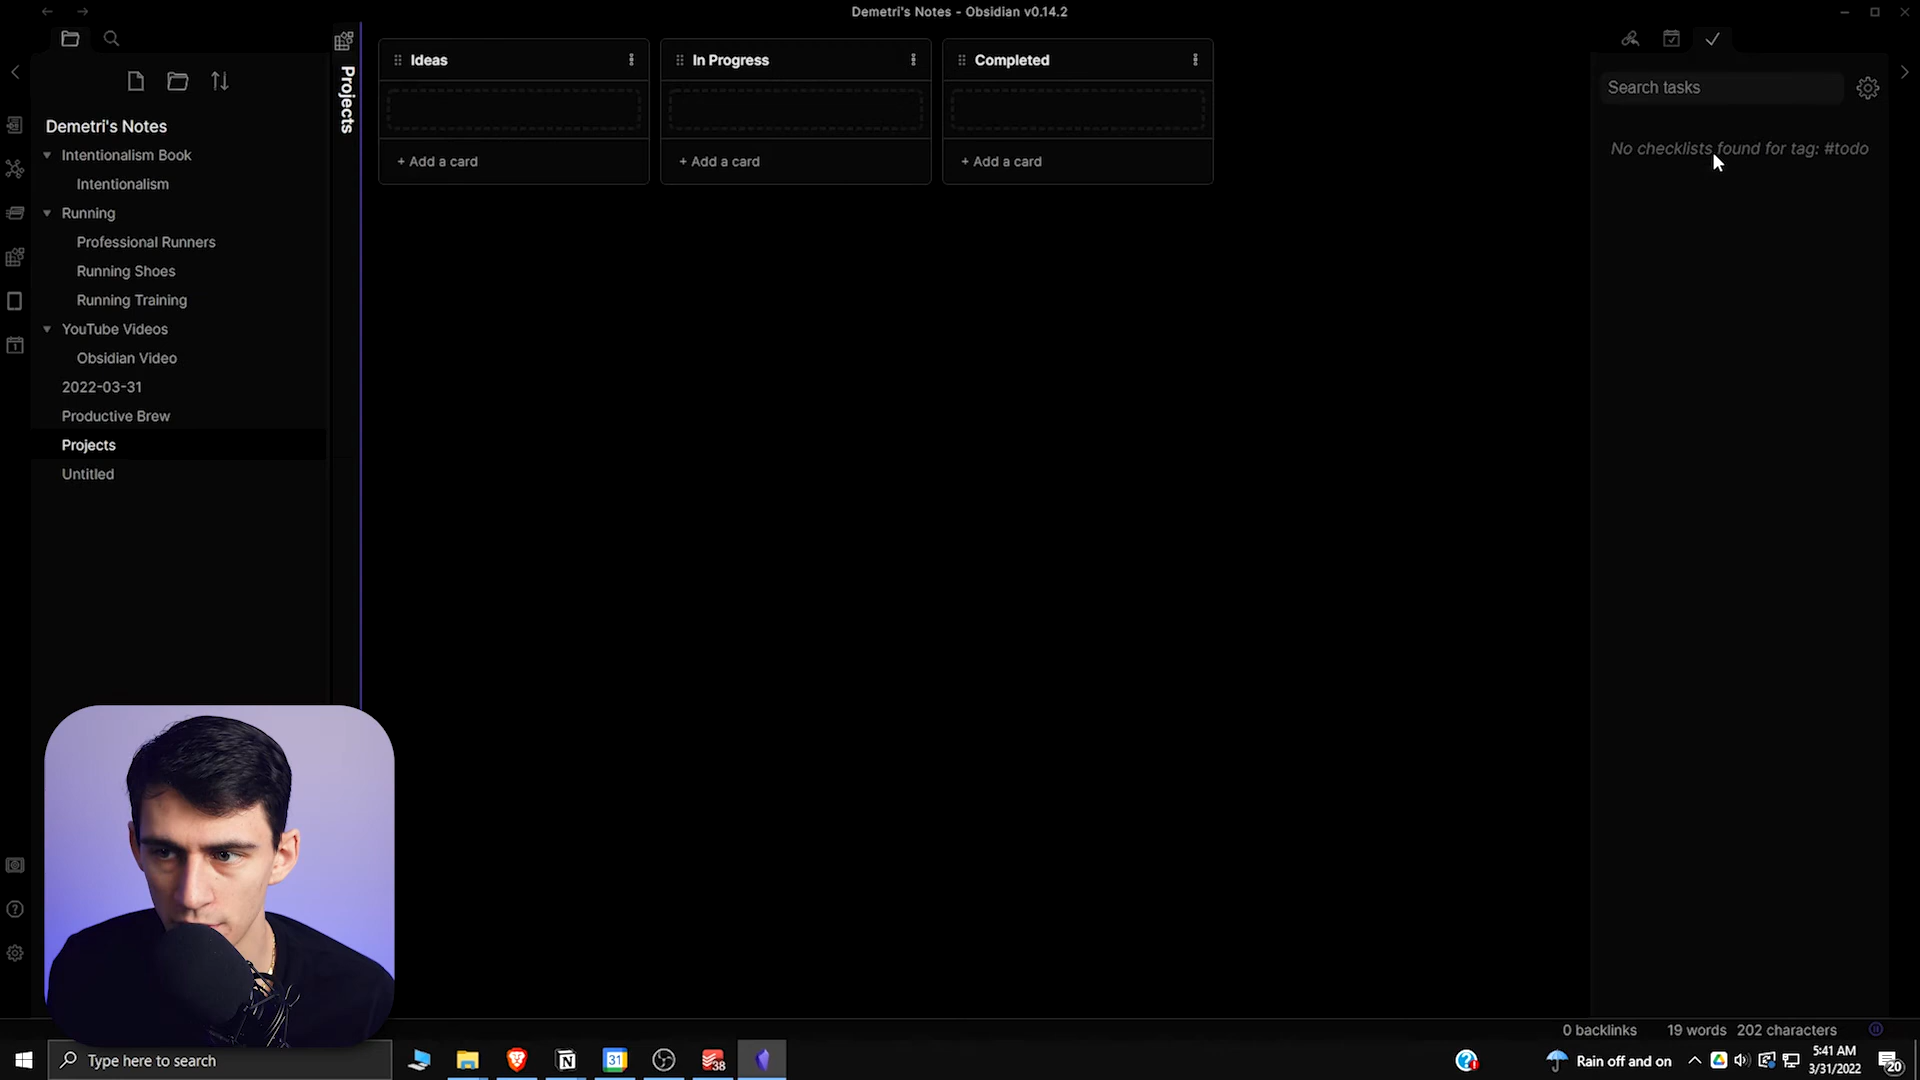 Demetri's Notes - Obsidian v0.14.2
Projects
Ideas
In Progress
Completed
+ Add a card
+ Add a card
+ Add a card
Search tasks
No checklists found for tag: #todo
Demetri's Notes
Intentionalism Book
Intentionalism
Running
Professional Runners
Running Shoes
Running Training
YouTube Videos
Obsidian Video
2022-03-31
Productive Brew
Projects
Untitled
0 backlinks 19 words 202 characters
Type here to search
31
38
Rain off and on
5:41 AM
3/31/2022
20